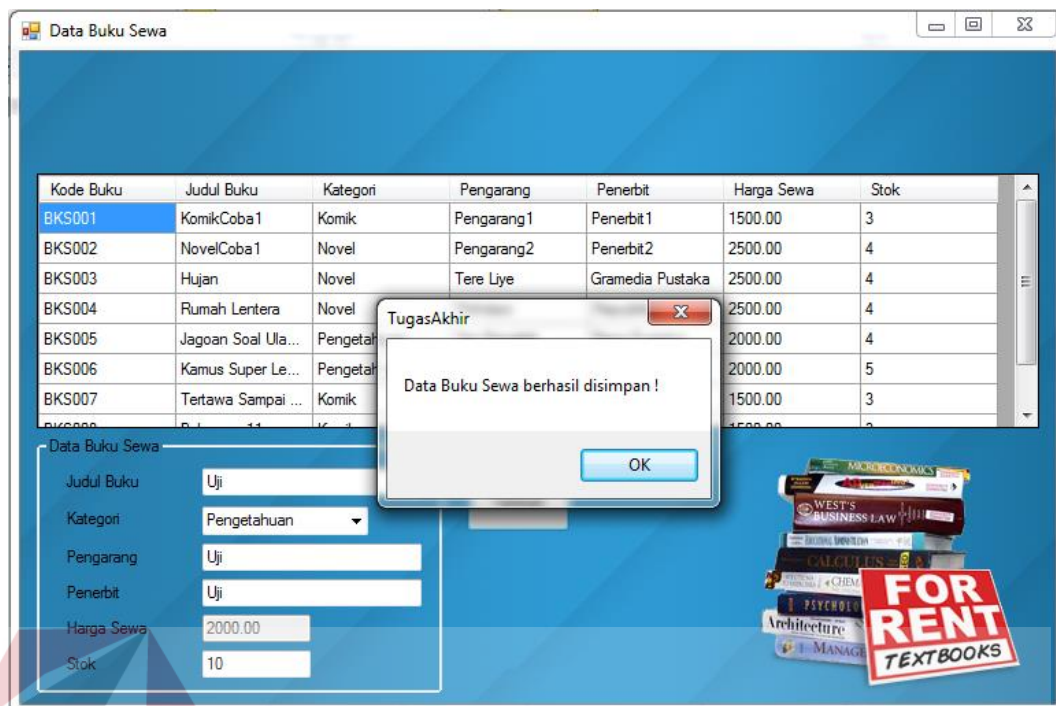 Data Buku Sewa
Kode Buku Judul Buku Kategori Pengarang Penerbit Harga Sewa Stok
BKS001 KomikCoba1 Komik Pengarang1 Penerbit1 1500.00 3
BKS002 NovelCoba1 Novel Pengarang2 Penerbit2 2500.00 4
BKS003 Hujan Novel Tere Liye Gramedia Pustaka 2500.00 4
BKS004 Rumah Lentera Novel 2500.00 4
BKS005 Jagoan Soal Ula... Pengetah 2000.00 4
BKS006 Kamus Super Le... Pengetah 2000.00 5
BKS007 Tertawa Sampai ... Komik 1500.00 3
TugasAkhir
Data Buku Sewa berhasil disimpan !
OK
Data Buku Sewa
Judul Buku Uji
Kategori Pengetahuan
Pengarang Uji
Penerbit Uji
Harga Sewa 2000.00
Stok 10
MICROECONOMICS
WEST'S
BUSINESS LAW
CALCULUS
CHEM
PSYCHOLO
Architecture
MANAGE
FOR
RENT
TEXTBOOKS